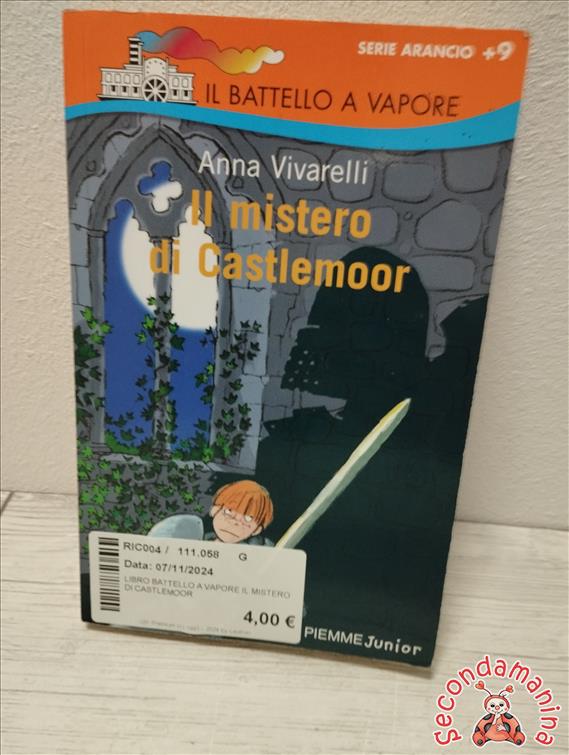 SERIE ARANCIO +9
IL BATTELLO A VAPORE
Anna Vivarelli
Il mistero
di Castlemoor
RIC004 / 111.058 G
Data: 07/11/2024
LIBRO BATTELLO A VAPORE IL MISTERO
DI CASTLEMOOR
4,00 €
PIEMME Junior
Secondamanina